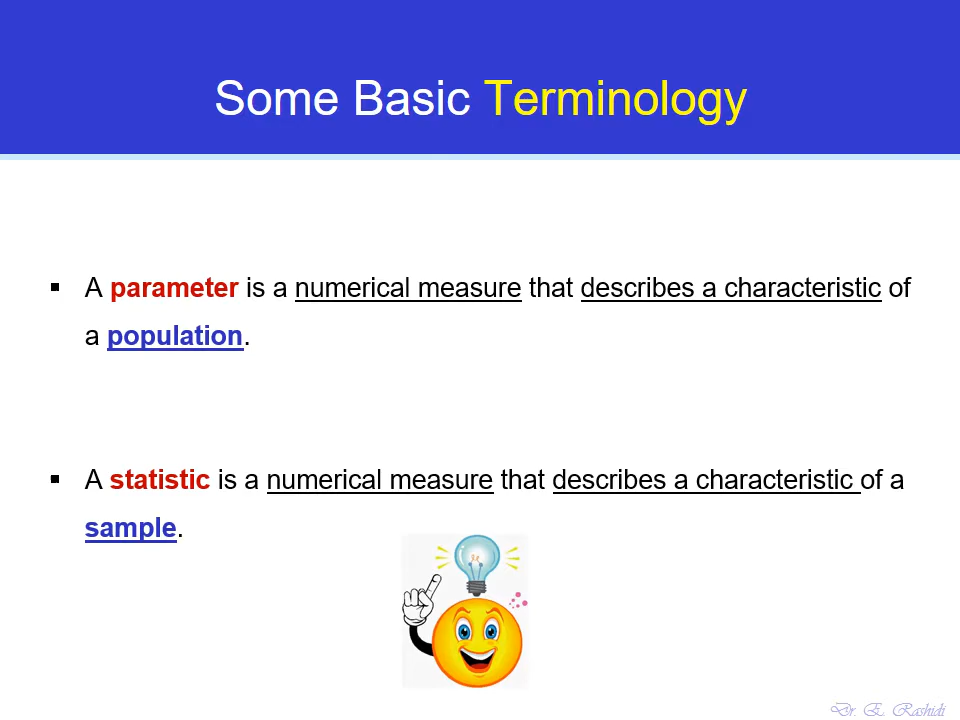 Some Basic Terminology
▪ A parameter is a numerical measure that describes a characteristic of
a population.
▪ A statistic is a numerical measure that describes a characteristic of a
sample.
Dr. E. Rashidi